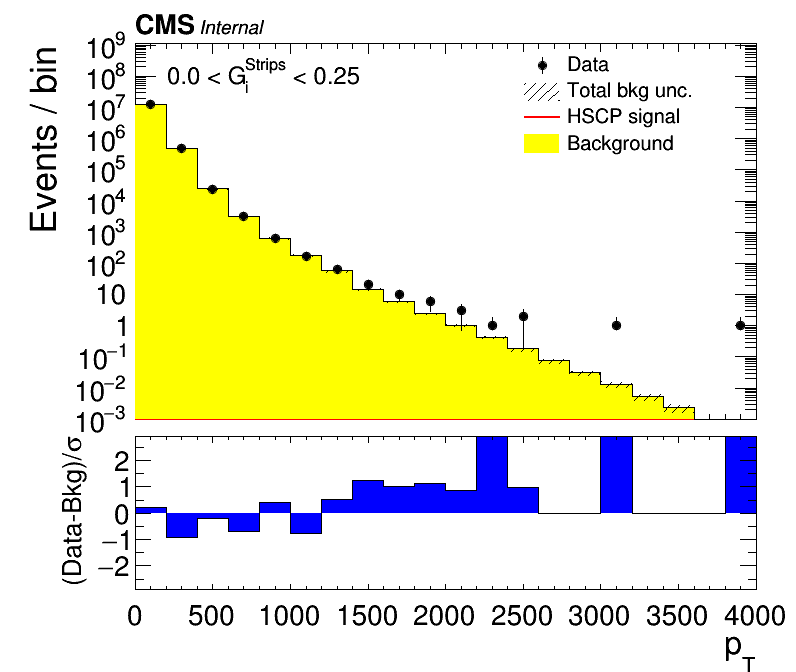 CMS Internal
Events / bin
10^9
10^8
10^7
10^6
10^5
10^4
10^3
10^2
10
1
10^−1
10^−2
10^−3
0.0 < G_i^Strips < 0.25
Data
Total bkg unc.
HSCP signal
Background
(Data-Bkg)/σ
2
1
0
−1
−2
0 500 1000 1500 2000 2500 3000 3500 4000
p_T